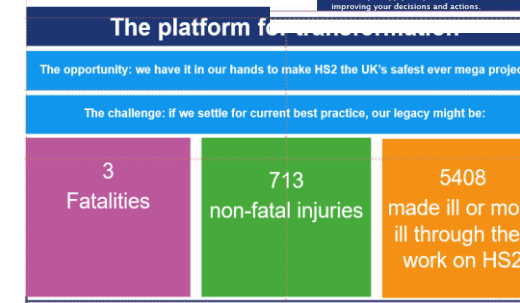 improving your decisions and actions.
The platform for transformation
The opportunity: we have it in our hands to make HS2 the UK's safest ever mega
The challenge: if we settle for current best practice, our legacy might be:
3
Fatalities
713
non-fatal injuries
5408
made ill or
ill through
work on HS2